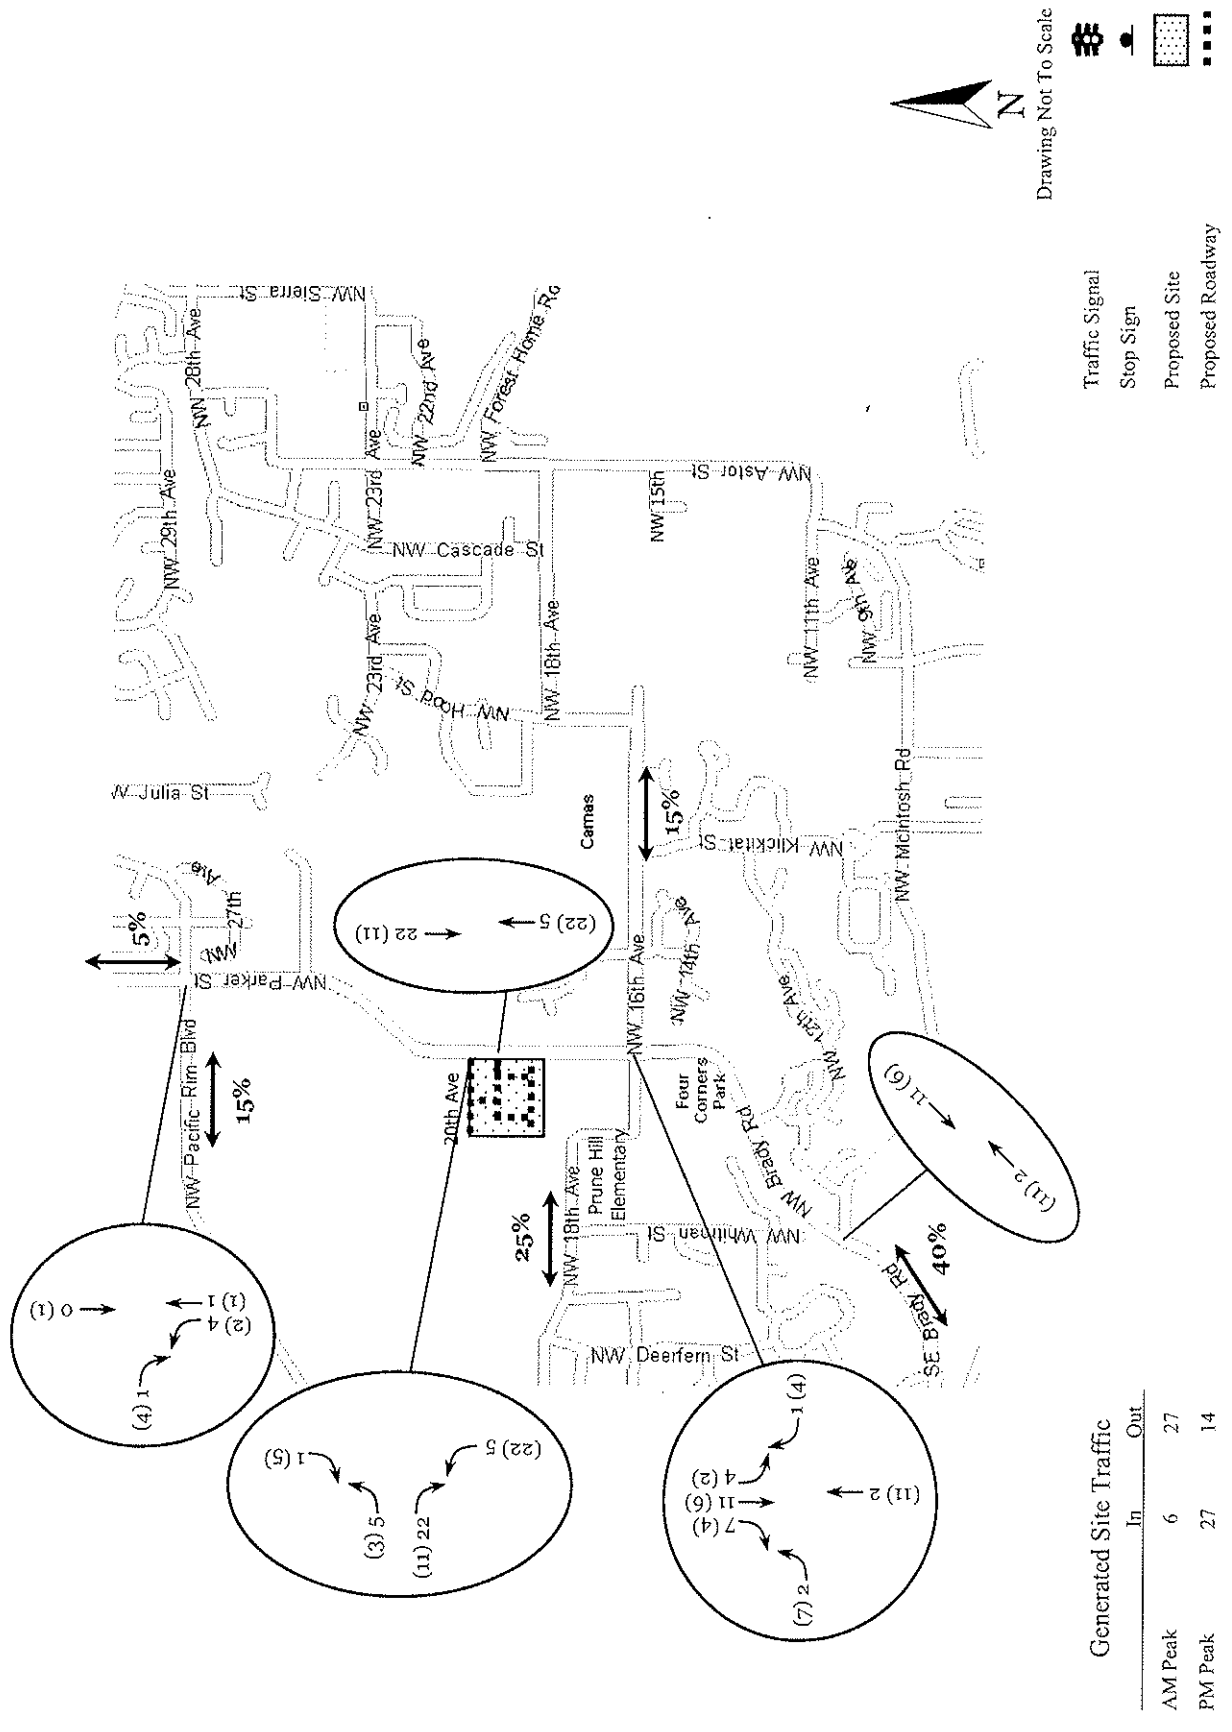 NW 29th Ave
NW 28th Ave
NW Sierra St
W Julia St
Ave
NW 27th
5%
NW Parker St
NW Pacific Rim Blvd
15%
NW 23rd Ave
NW 23rd Ave
NW 22nd Ave
NW Forest Home Rd
NW Cascade St
NW Hood St
NW 18th Ave
NW 15th
NW Astor St
20th Ave
Camas
NW 18th Ave
25%
Prune Hill
Elementary
NW 16th Ave
15%
NW 14th Ave
Four
Corners
Park
NW Klickitat St
NW 12th Ave
NW 11th Ave
NW 9th Ave
NW McIntosh Rd
NW Brady Rd
NW Whitman St
NW Deerfern St
SE Brady Rd
40%
0 (1)
(4) 1
(2) 4
(1) 1
1 (5)
(3) 5
(11) 22
(22) 5
22 (11)
(22) 5
7 (4)
11 (6)
4 (2)
(7) 2
(11) 2
1 (4)
11 (6)
(11) 2
Generated Site Traffic
In Out
AM Peak 6 27
PM Peak 27 14
N
Drawing Not To Scale
Traffic Signal
Stop Sign
Proposed Site
Proposed Roadway